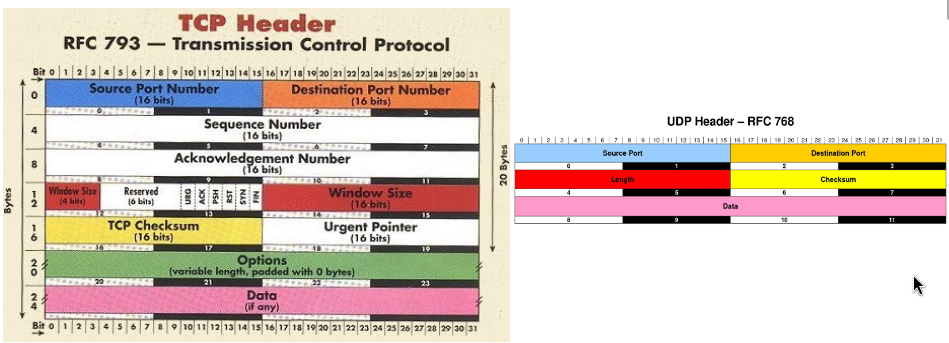 TCP Header
RFC 793 — Transmission Control Protocol
Bit 0 1 2 3 4 5 6 7 8 9 10 11 12 13 14 15 16 17 18 19 20 21 22 23 24 25 26 27 28 29 30 31
0 Source Port Number Destination Port Number
(16 bits) (16 bits)
0 1 2 3
4 Sequence Number
(16 bits)
4 5 6 7
8 Acknowledgement Number
(16 bits)
8 9 10 11
12 Window Size Reserved URG ACK PSH RST SYN FIN Window Size
(4 bits) (6 bits) (16 bits)
12 13 14 15
16 TCP Checksum Urgent Pointer
(16 bits) (16 bits)
16 17 18 19
20 Options
(variable length, padded with 0 bytes)
20 21 22 23
24 Data
(if any)
Bit 0 1 2 3 4 5 6 7 8 9 10 11 12 13 14 15 16 17 18 19 20 21 22 23 24 25 26 27 28 29 30 31
Bytes
20 Bytes
UDP Header – RFC 768
0 1 2 3 4 5 6 7 8 9 10 11 12 13 14 15 16 17 18 19 20 21 22 23 24 25 26 27 28 29 30 31
Source Port Destination Port
0 1 2 3
Length Checksum
4 5 6 7
Data
8 9 10 11